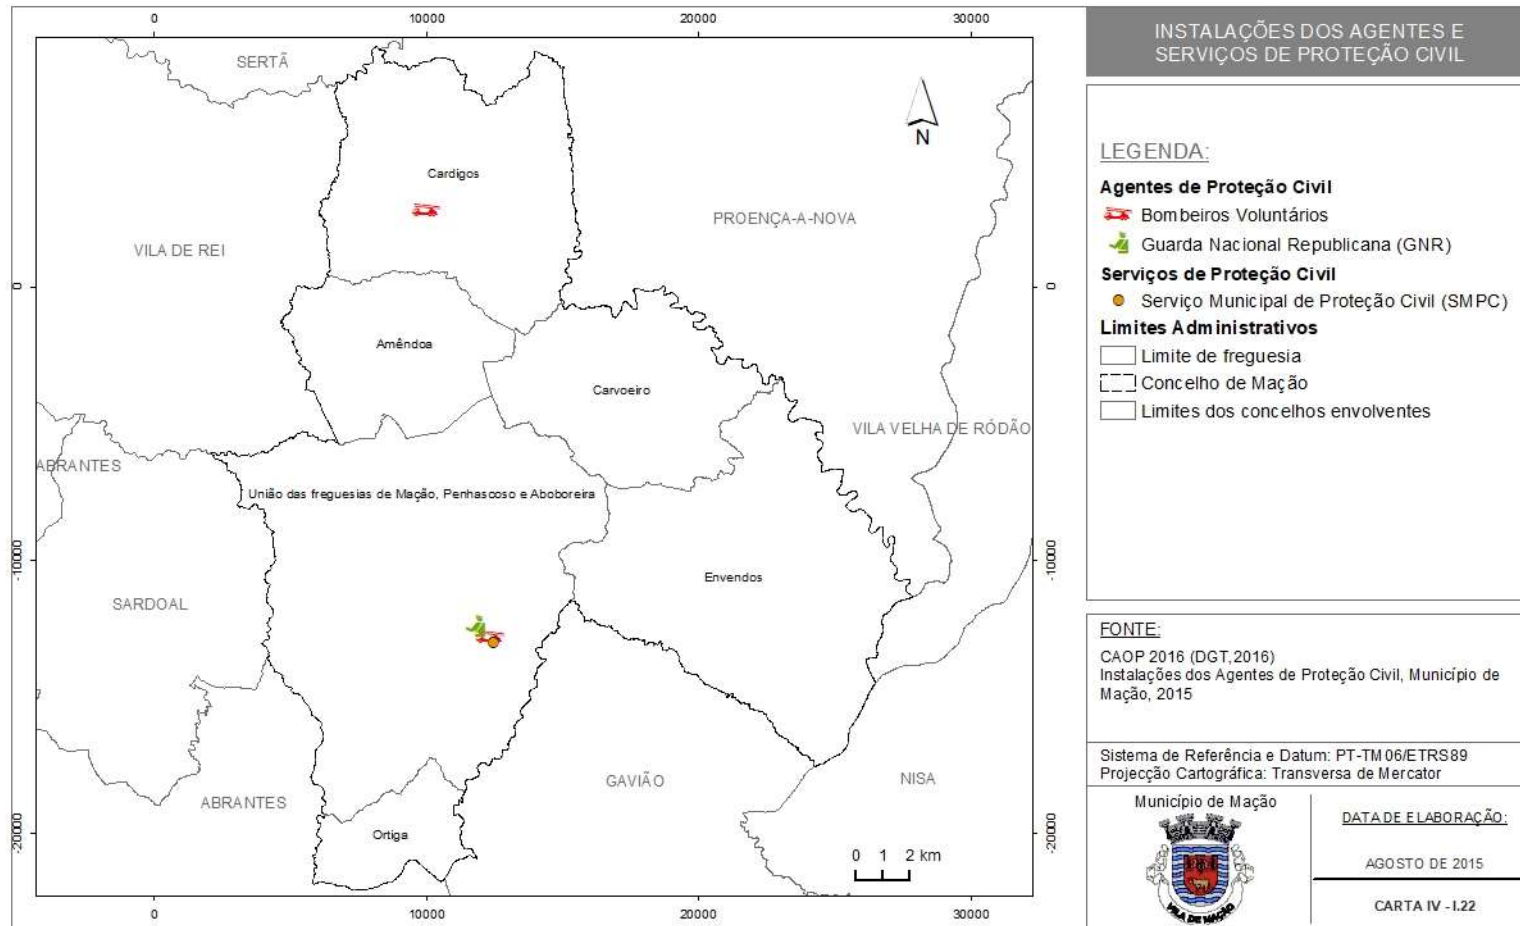 0 10000 20000 30000
INSTALAÇÕES DOS AGENTES E
SERVIÇOS DE PROTEÇÃO CIVIL
SERTÃ
N
Cardigos
PROENÇA-A-NOVA
VILA DE REI
0 0
Amêndoa
Carvoeiro
VILA VELHA DE RÓDÃO
ABRANTES
União das freguesias de Mação, Penhascoso e Aboboreira
-10000 -10000
Envendos
SARDOAL
GAVIÃO
NISA
ABRANTES
Ortiga
-20000 -20000
0 1 2 km
0 10000 20000 30000
LEGENDA:
Agentes de Proteção Civil
Bombeiros Voluntários
Guarda Nacional Republicana (GNR)
Serviços de Proteção Civil
Serviço Municipal de Proteção Civil (SMPC)
Limites Administrativos
Limite de freguesia
Concelho de Mação
Limites dos concelhos envolventes
FONTE:
CAOP 2016 (DGT,2016)
Instalações dos Agentes de Proteção Civil, Município de
Mação, 2015
Sistema de Referência e Datum: PT-TM06/ETRS89
Projecção Cartográfica: Transversa de Mercator
Município de Mação
VILA DE MAÇÃO
DATA DE ELABORAÇÃO:
AGOSTO DE 2015
CARTA IV - I.22